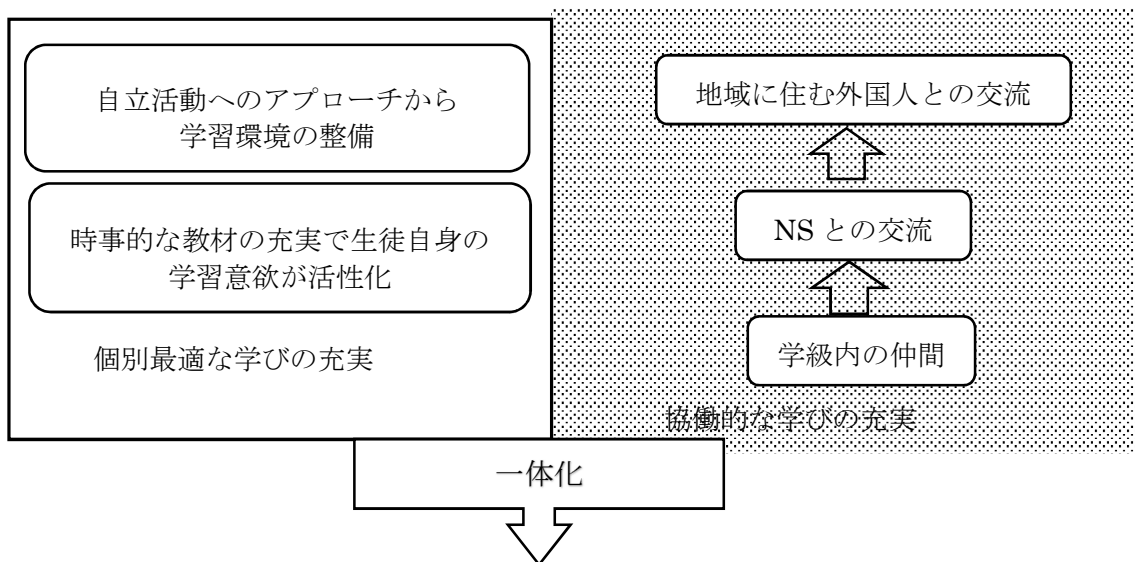 自立活動へのアプローチから
学習環境の整備
時事的な教材の充実で生徒自身の
学習意欲が活性化
個別最適な学びの充実
地域に住む外国人との交流
NS との交流
学級内の仲間
協働的な学びの充実
一体化